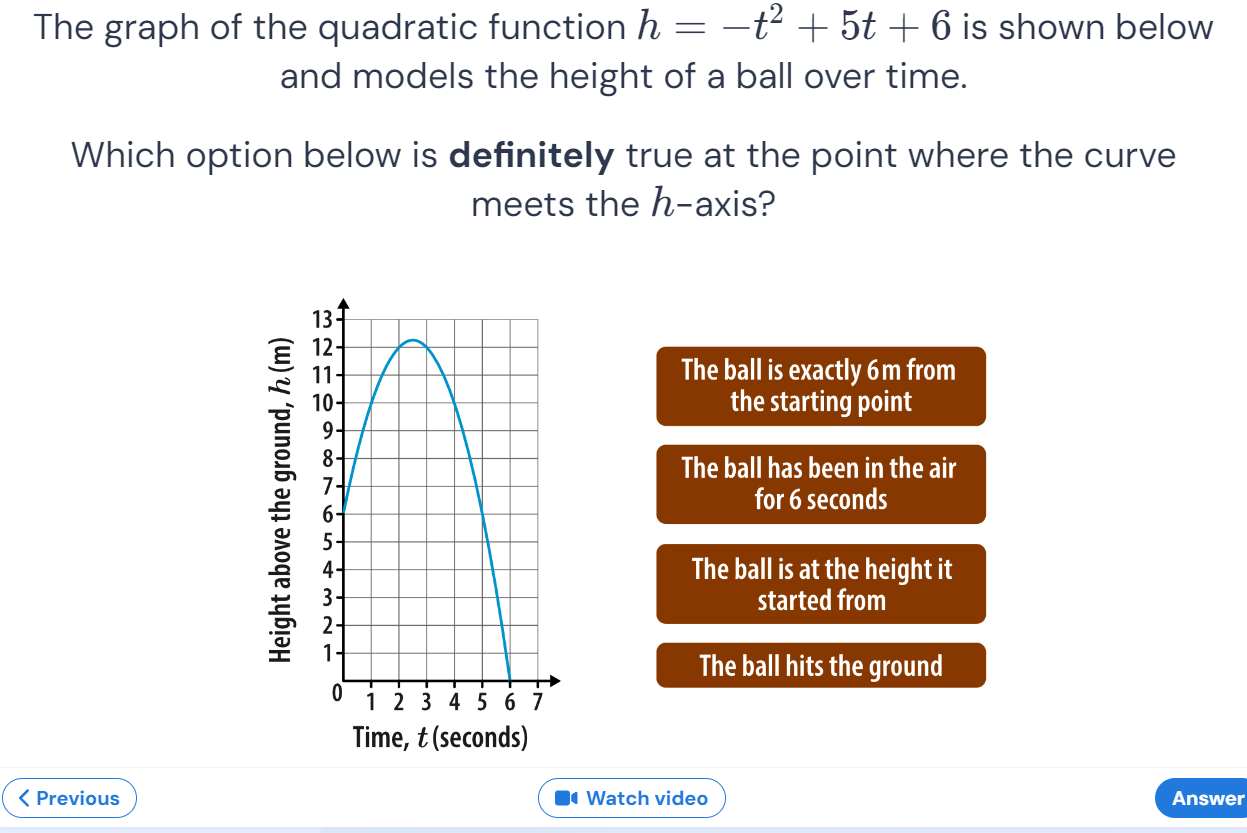 The graph of the quadratic function h = −t² + 5t + 6 is shown below
and models the height of a ball over time.
Which option below is definitely true at the point where the curve
meets the h-axis?
Height above the ground, h (m)
13
12
11
10
9
8
7
6
5
4
3
2
1
0 1 2 3 4 5 6 7
Time, t (seconds)
The ball is exactly 6 m from
the starting point
The ball has been in the air
for 6 seconds
The ball is at the height it
started from
The ball hits the ground
Previous
Watch video
Answer